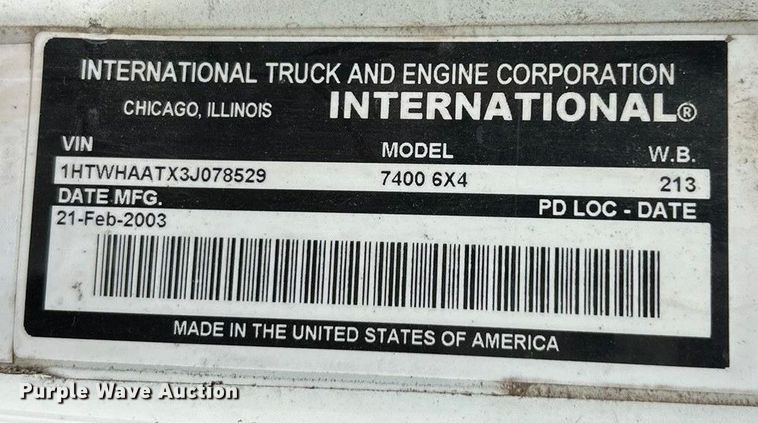 INTERNATIONAL TRUCK AND ENGINE CORPORATION
CHICAGO, ILLINOIS INTERNATIONAL®
VIN MODEL W.B.
1HTWHAATX3J078529 7400 6X4 213
DATE MFG. PD LOC - DATE
21-Feb-2003
MADE IN THE UNITED STATES OF AMERICA
Purple Wave Auction